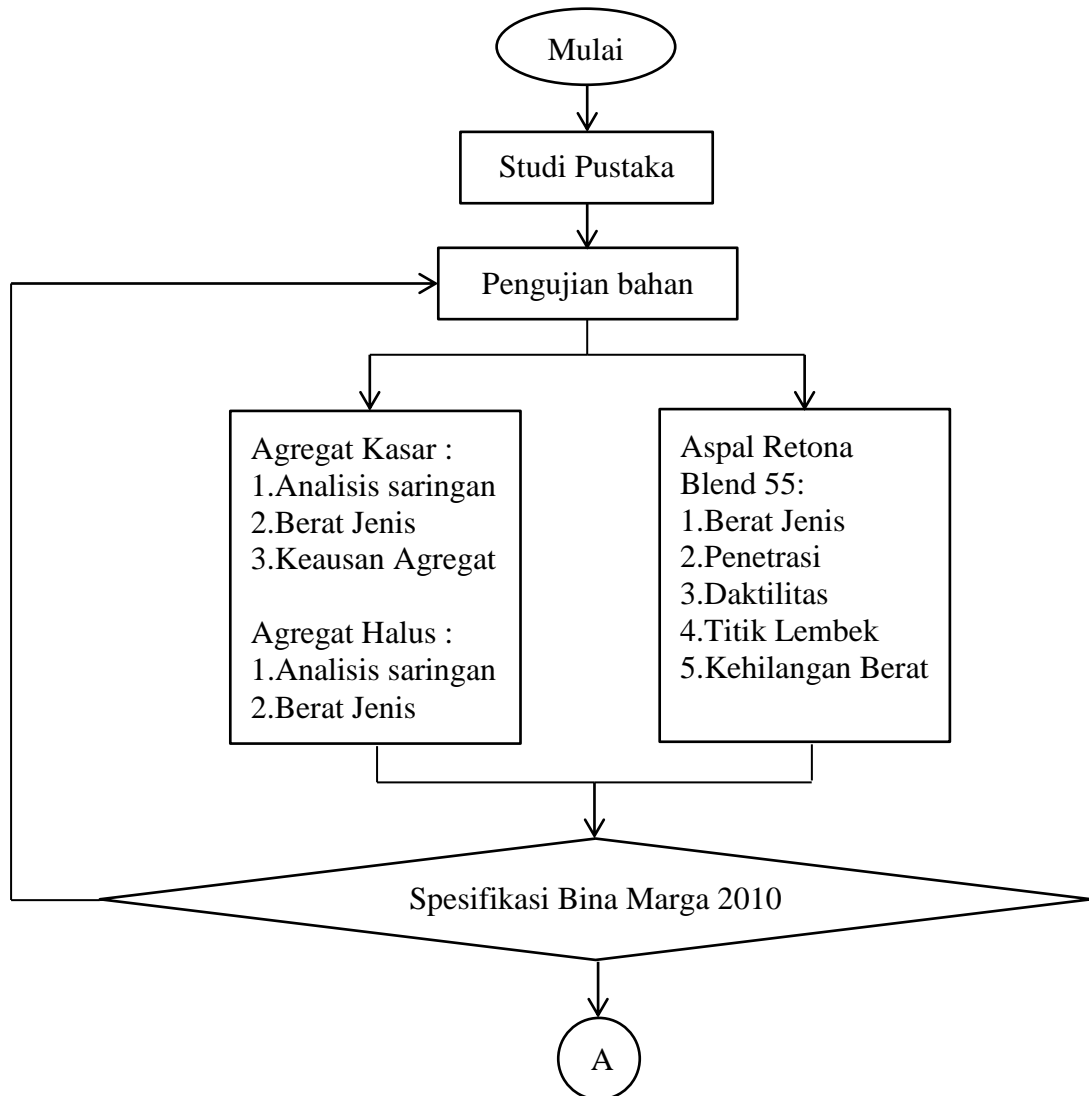 Mulai
Studi Pustaka
Pengujian bahan
Agregat Kasar :
1.Analisis saringan
2.Berat Jenis
3.Keausan Agregat
Agregat Halus :
1.Analisis saringan
2.Berat Jenis
Aspal Retona
Blend 55:
1.Berat Jenis
2.Penetrasi
3.Daktilitas
4.Titik Lembek
5.Kehilangan Berat
Spesifikasi Bina Marga 2010
A